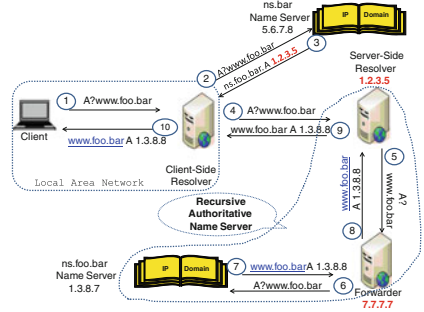 ns.bar
Name Server
5.6.7.8
IP Domain
2
A?www.foo.bar
3
ns.foo.bar. A 1.2.3.5
Server-Side
Resolver
1.2.3.5
1
A?www.foo.bar
10
www.foo.bar A 1.3.8.8
Client
4
A?www.foo.bar
www.foo.bar A 1.3.8.8
9
Client-Side
Resolver
Local Area Network
5
A?
www.foo.bar
www.foo.bar
A 1.3.8.8
8
Recursive
Authoritative
Name Server
ns.foo.bar
Name Server
1.3.8.7
IP Domain
7
www.foo.bar A 1.3.8.8
A?www.foo.bar
6
Forwarder
7.7.7.7